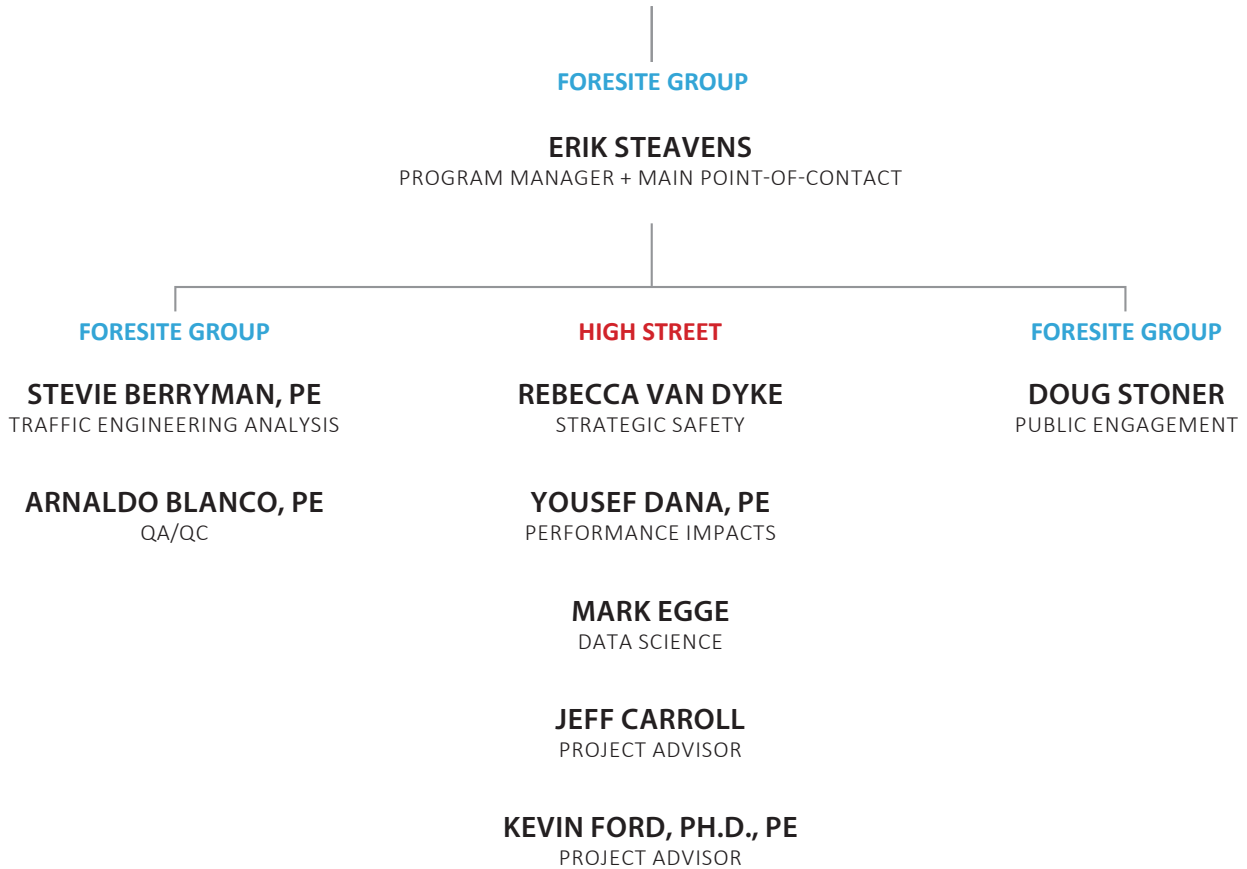 FORESITE GROUP
ERIK STEAVENS
PROGRAM MANAGER + MAIN POINT-OF-CONTACT
FORESITE GROUP
STEVIE BERRYMAN, PE
TRAFFIC ENGINEERING ANALYSIS
ARNALDO BLANCO, PE
QA/QC
HIGH STREET
REBECCA VAN DYKE
STRATEGIC SAFETY
YOUSEF DANA, PE
PERFORMANCE IMPACTS
MARK EGGE
DATA SCIENCE
JEFF CARROLL
PROJECT ADVISOR
KEVIN FORD, PH.D., PE
PROJECT ADVISOR
FORESITE GROUP
DOUG STONER
PUBLIC ENGAGEMENT